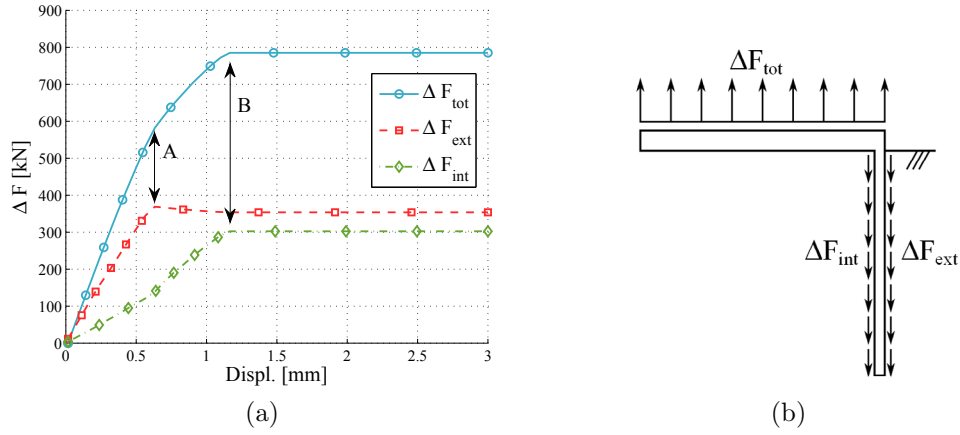 900
800
700
600
500
400
300
200
100
0
Δ F [kN]
0 0.5 1 1.5 2 2.5 3
Displ. [mm]
A
B
Δ F_tot
Δ F_ext
Δ F_int
(a)
ΔF_tot
ΔF_int
ΔF_ext
(b)